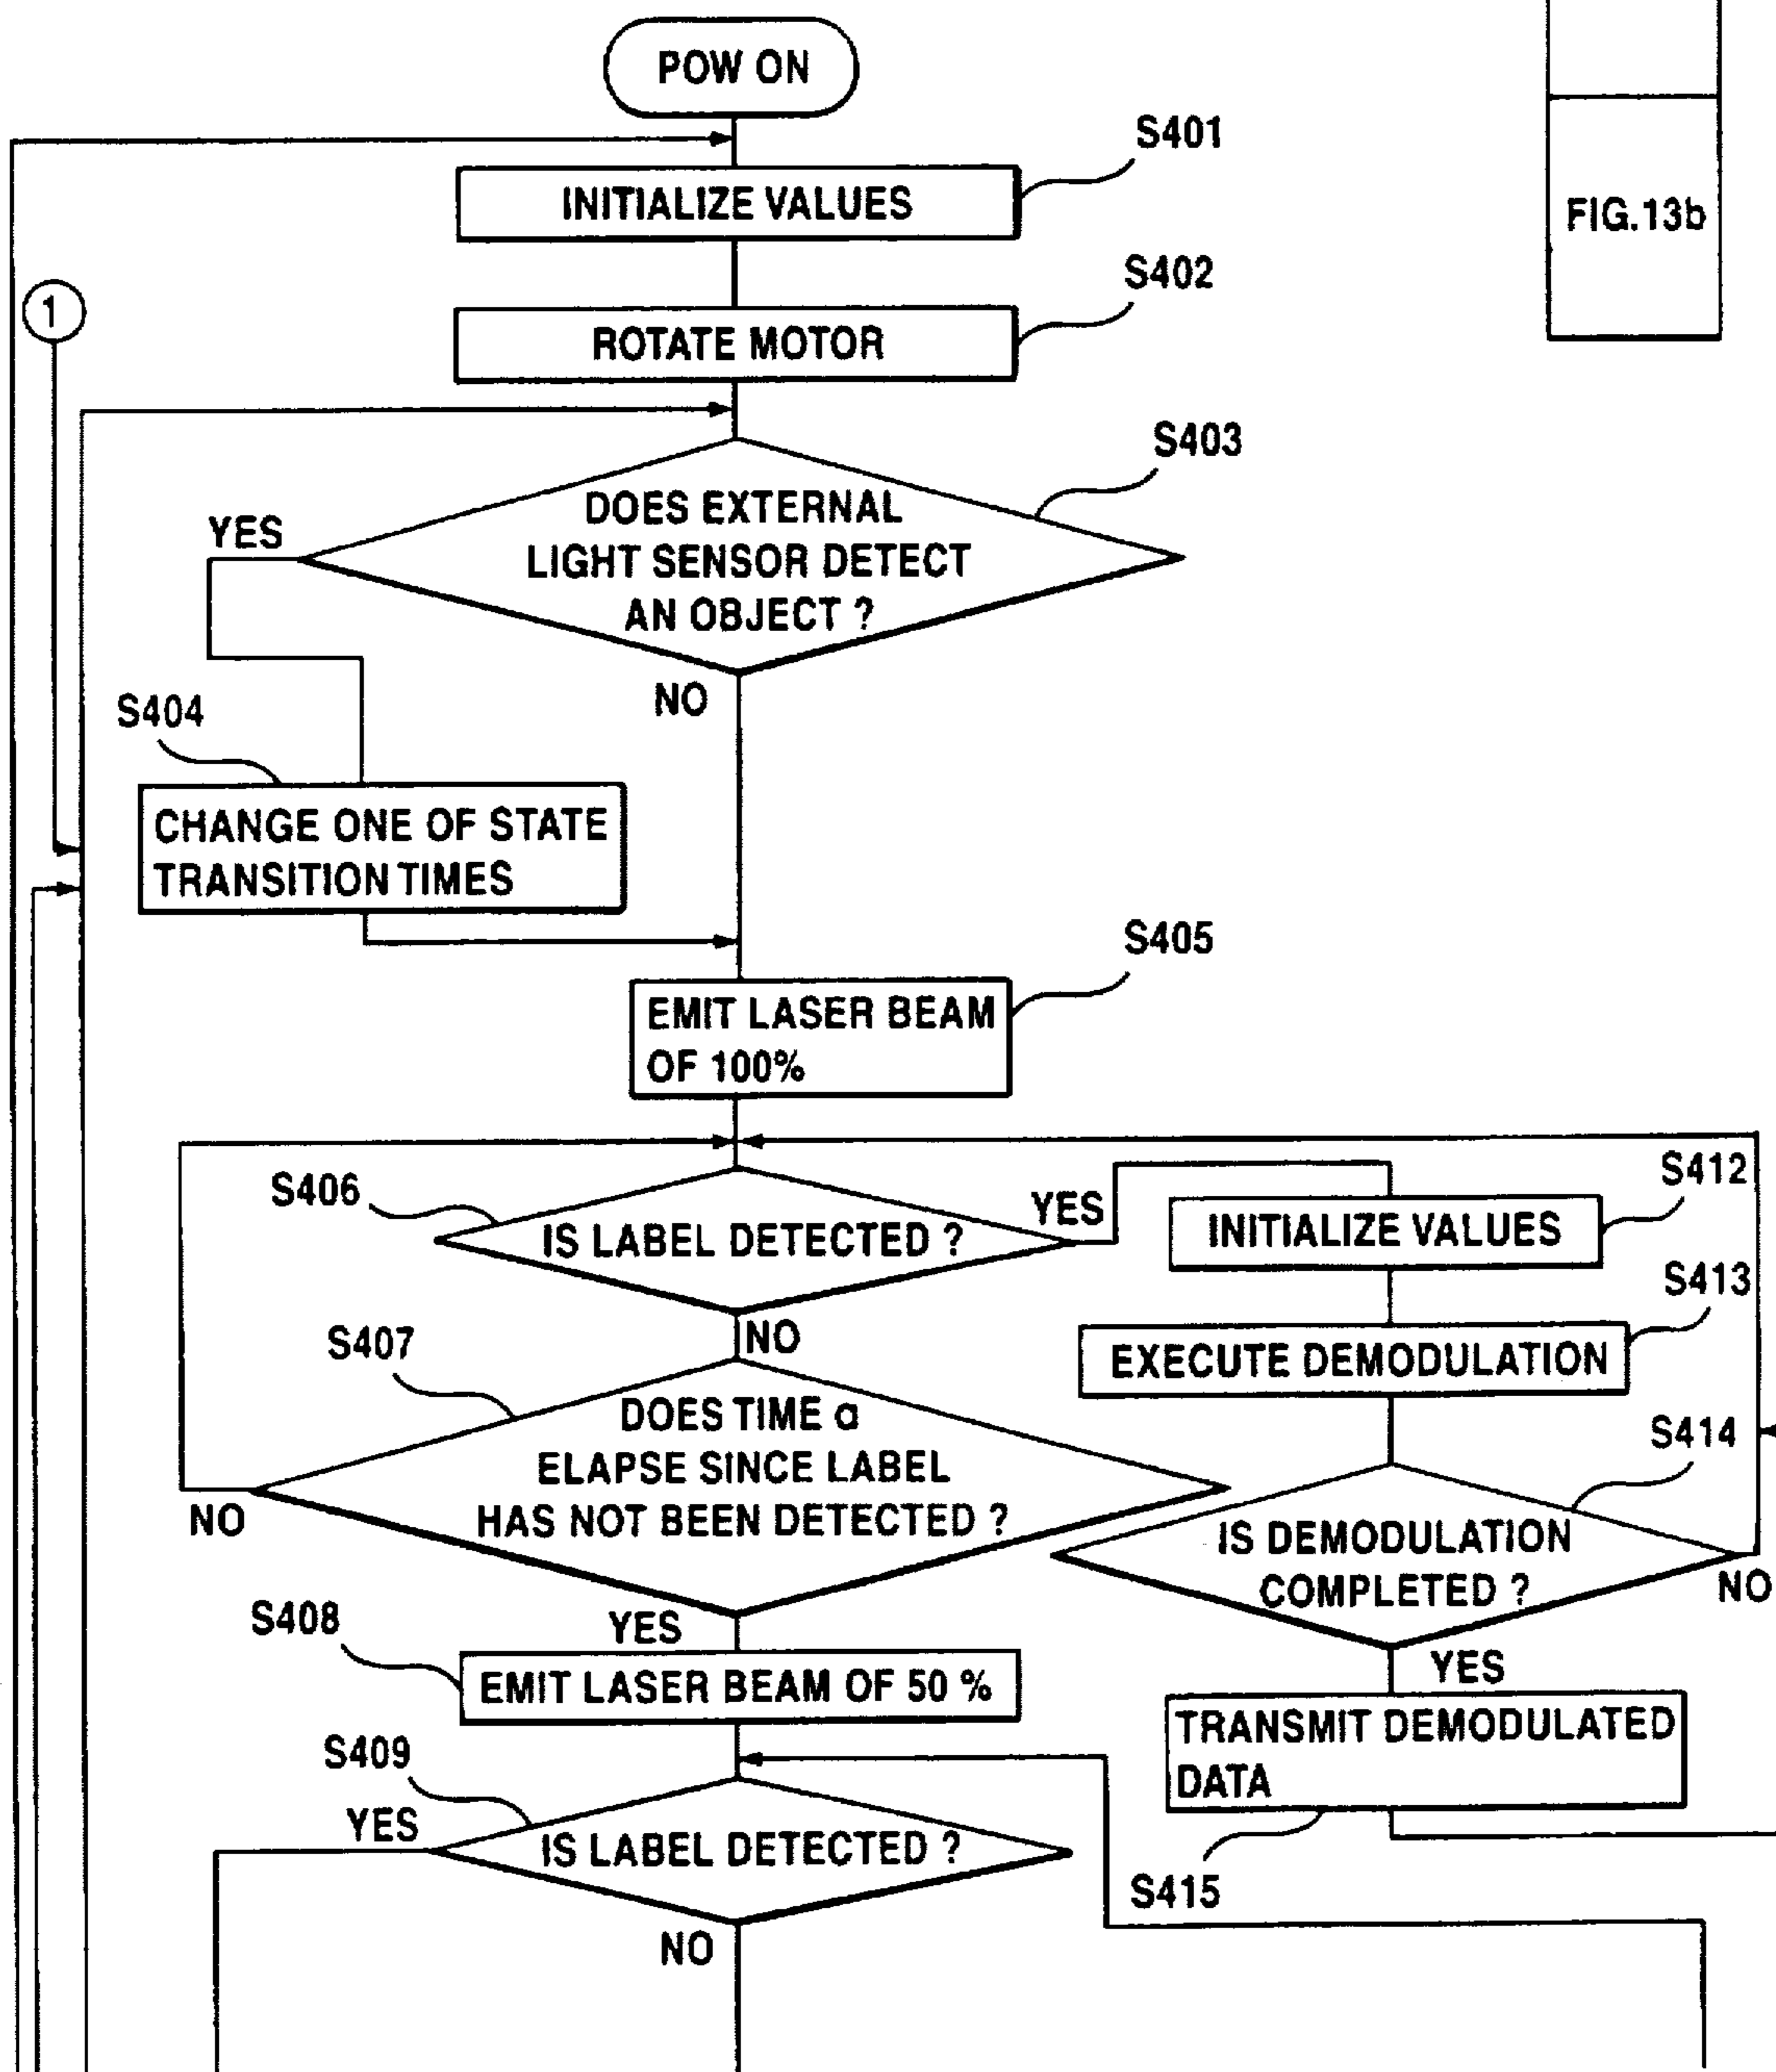 POW ON
S401
INITIALIZE VALUES
FIG.13b
S402
1
ROTATE MOTOR
S403
DOES EXTERNAL
LIGHT SENSOR DETECT
AN OBJECT ?
YES
NO
S404
CHANGE ONE OF STATE
TRANSITION TIMES
S405
EMIT LASER BEAM
OF 100%
S406
IS LABEL DETECTED ?
YES
S412
INITIALIZE VALUES
NO
S413
EXECUTE DEMODULATION
S407
DOES TIME a
ELAPSE SINCE LABEL
HAS NOT BEEN DETECTED ?
NO
S414
IS DEMODULATION
COMPLETED ?
NO
YES
S408
EMIT LASER BEAM OF 50 %
YES
TRANSMIT DEMODULATED
DATA
S409
YES
IS LABEL DETECTED ?
S415
NO